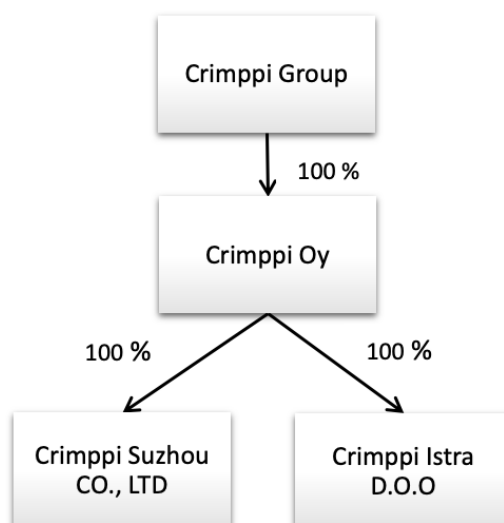 Crimppi Group
100 %
Crimppi Oy
100 %
100 %
Crimppi Suzhou
CO., LTD
Crimppi Istra
D.O.O